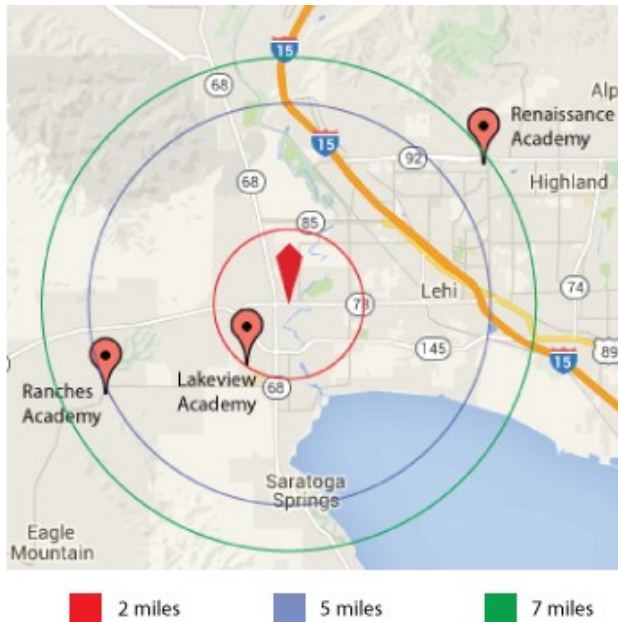 15
68
Alp
Renaissance
Academy
15
92
68
Highland
85
74
73
Lehi
145
89
15
Ranches
Academy
Lakeview
Academy
68
Saratoga
Springs
Eagle
Mountain
2 miles
5 miles
7 miles